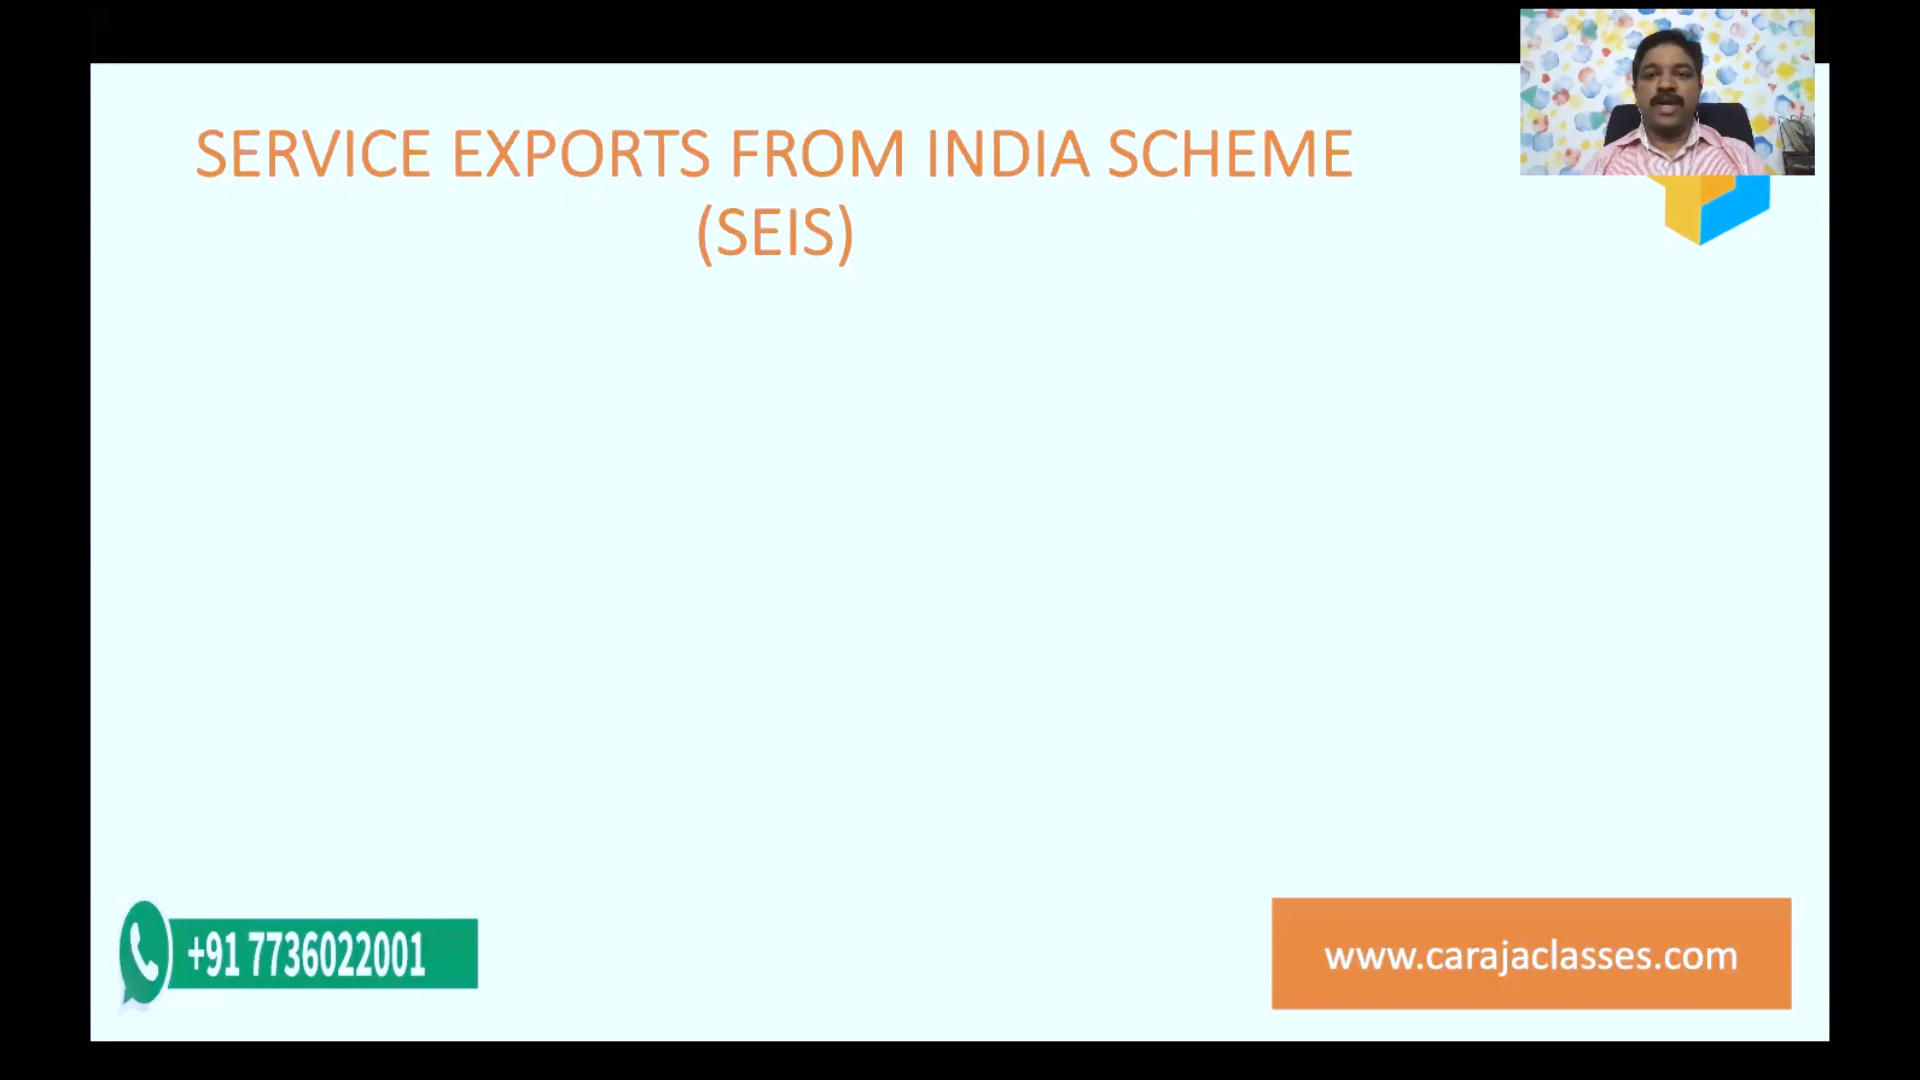 SERVICE EXPORTS FROM INDIA SCHEME
(SEIS)
+91 7736022001
www.carajaclasses.com